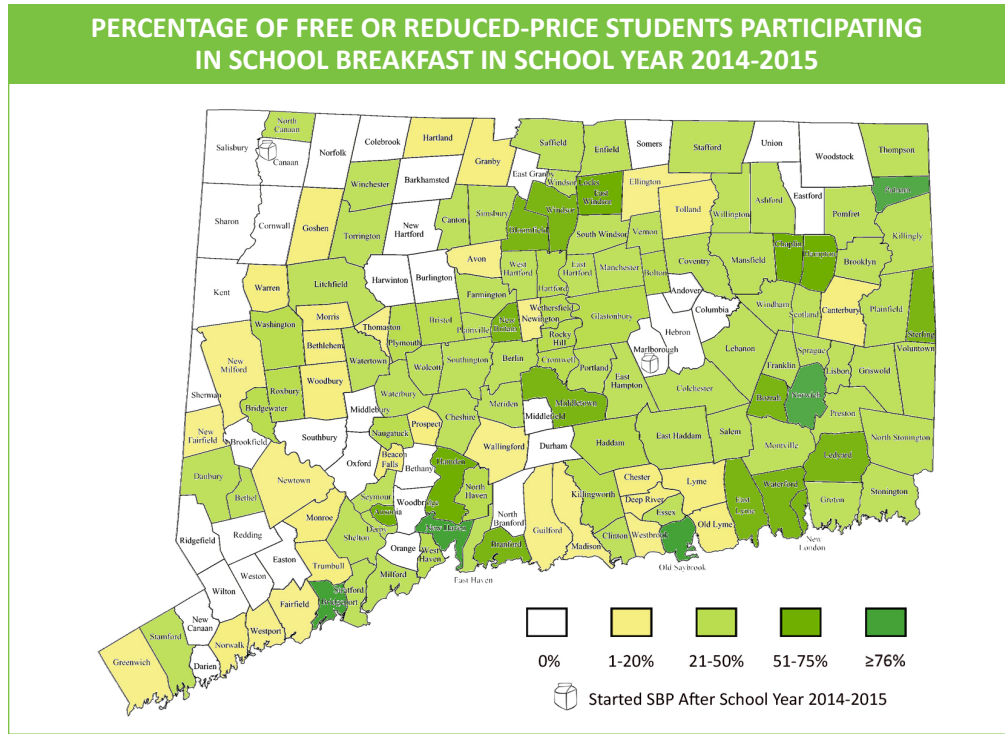 PERCENTAGE OF FREE OR REDUCED-PRICE STUDENTS PARTICIPATING
IN SCHOOL BREAKFAST IN SCHOOL YEAR 2014-2015
North
Canaan
Salisbury
Canaan
Norfolk
Colebrook
Hartland
Granby
East Granby
Suffield
Enfield
Somers
Stafford
Union
Woodstock
Thompson
Putnam
Winchester
Barkhamsted
Windsor Locks
East
Windsor
Ellington
Tolland
Willington
Ashford
Eastford
Pomfret
Killingly
Sharon
Cornwall
Goshen
Torrington
New
Hartford
Canton
Simsbury
Bloomfield
Windsor
South Windsor
Vernon
Coventry
Mansfield
Chaplin
Hampton
Brooklyn
Kent
Warren
Litchfield
Harwinton
Burlington
Avon
West
Hartford
Hartford
East
Hartford
Manchester
Bolton
Andover
Columbia
Windham
Scotland
Canterbury
Plainfield
Sterling
Washington
Morris
Bethlehem
Thomaston
Plymouth
Bristol
Farmington
Plainville
New
Britain
Newington
Wethersfield
Rocky
Hill
Glastonbury
Marlborough
Hebron
Lebanon
Franklin
Sprague
Lisbon
Griswold
Voluntown
New
Milford
Sherman
Roxbury
Bridgewater
Woodbury
Watertown
Waterbury
Wolcott
Southington
Berlin
Cromwell
Portland
East
Hampton
Colchester
Bozrah
Norwich
Preston
New
Fairfield
Brookfield
Southbury
Middlebury
Naugatuck
Prospect
Cheshire
Meriden
Middlefield
Middletown
Haddam
East Haddam
Salem
Montville
Ledyard
North Stonington
Danbury
Bethel
Newtown
Oxford
Beacon
Falls
Bethany
Hamden
Wallingford
Durham
Killingworth
Chester
Deep River
Lyme
East
Lyme
Waterford
Groton
Stonington
Ridgefield
Redding
Monroe
Seymour
Ansonia
Derby
Shelton
Woodbridge
New Haven
North
Haven
North
Branford
Branford
Guilford
Madison
Clinton
Westbrook
Essex
Old Lyme
New
London
Old Saybrook
East Haven
West
Haven
Orange
Milford
Stratford
Bridgeport
Trumbull
Easton
Weston
Wilton
Fairfield
Westport
Norwalk
New
Canaan
Darien
Stamford
Greenwich
0%
1-20%
21-50%
51-75%
≥76%
Started SBP After School Year 2014-2015